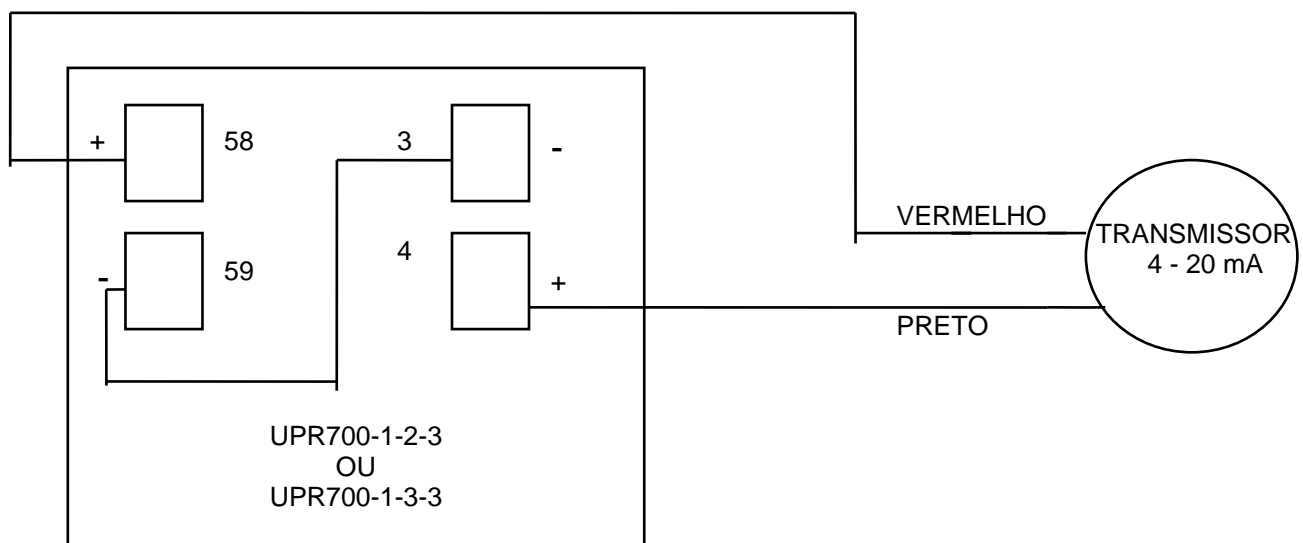 + 58 3 -
VERMELHO
TRANSMISSOR
4 - 20 mA
- 59 4 +
PRETO
UPR700-1-2-3
OU
UPR700-1-3-3